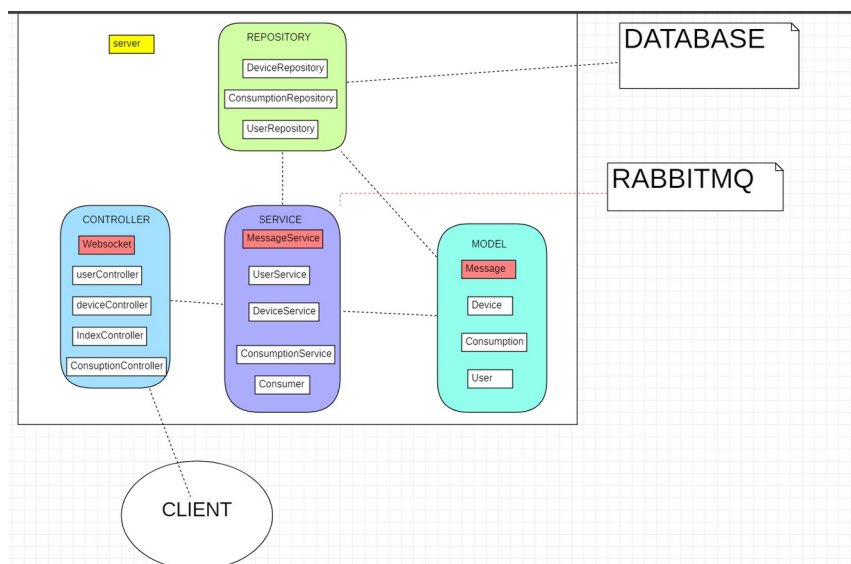 server
REPOSITORY
DeviceRepository
ConsumptionRepository
UserRepository
DATABASE
RABBITMQ
CONTROLLER
Websocket
userController
deviceController
IndexController
ConsuptionController
SERVICE
MessageService
UserService
DeviceService
ConsumptionService
Consumer
MODEL
Message
Device
Consumption
User
CLIENT